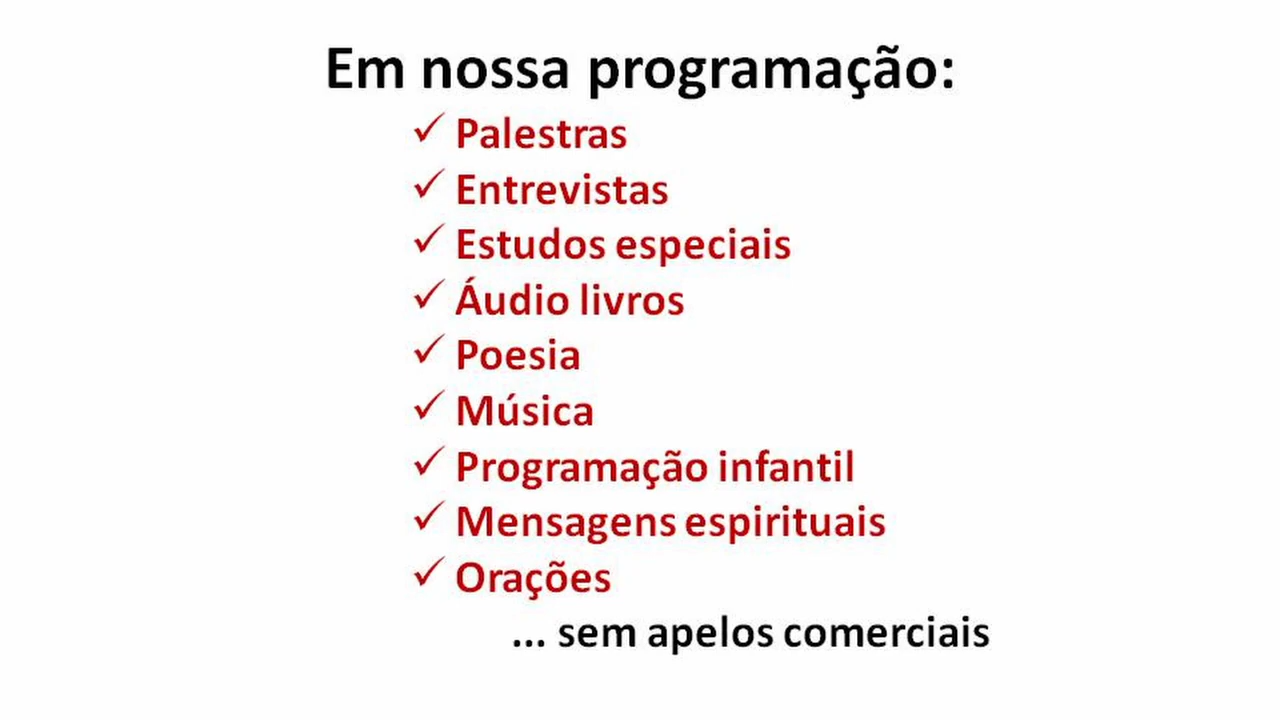 Em nossa programação:
✓ Palestras
✓ Entrevistas
✓ Estudos especiais
✓ Áudio livros
✓ Poesia
✓ Música
✓ Programação infantil
✓ Mensagens espirituais
✓ Orações
... sem apelos comerciais